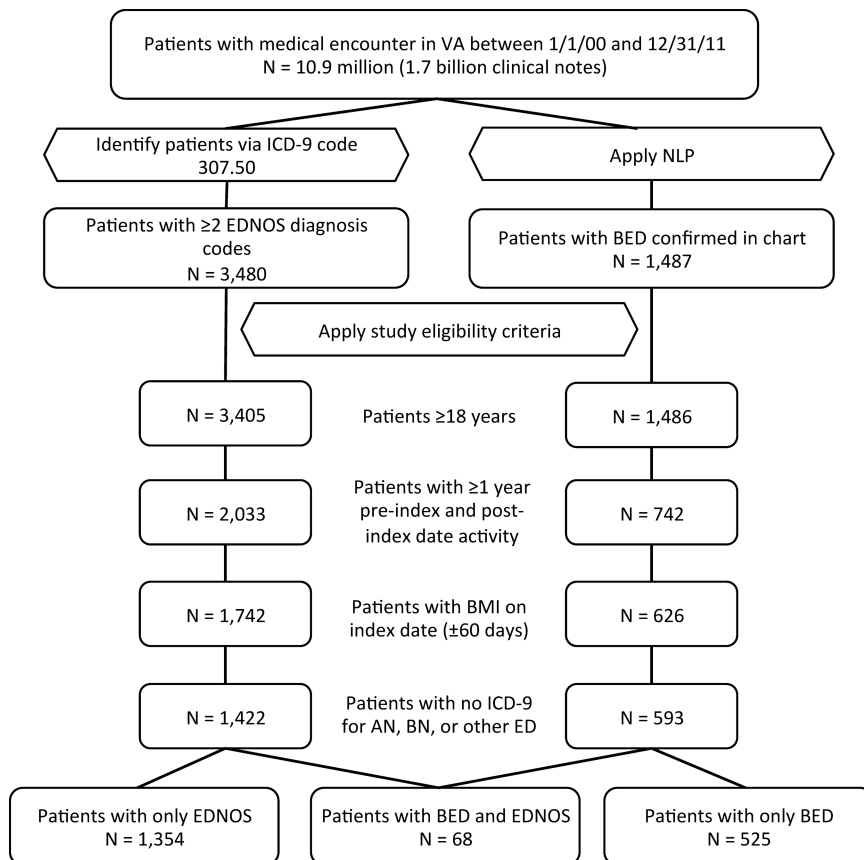 Patients with medical encounter in VA between 1/1/00 and 12/31/11
N = 10.9 million (1.7 billion clinical notes)
Identify patients via ICD-9 code
307.50
Apply NLP
Patients with ≥2 EDNOS diagnosis
codes
N = 3,480
Patients with BED confirmed in chart
N = 1,487
Apply study eligibility criteria
N = 3,405
Patients ≥18 years
N = 1,486
N = 2,033
Patients with ≥1 year
pre-index and post-
index date activity
N = 742
N = 1,742
Patients with BMI on
index date (±60 days)
N = 626
N = 1,422
Patients with no ICD-9
for AN, BN, or other ED
N = 593
Patients with only EDNOS
N = 1,354
Patients with BED and EDNOS
N = 68
Patients with only BED
N = 525